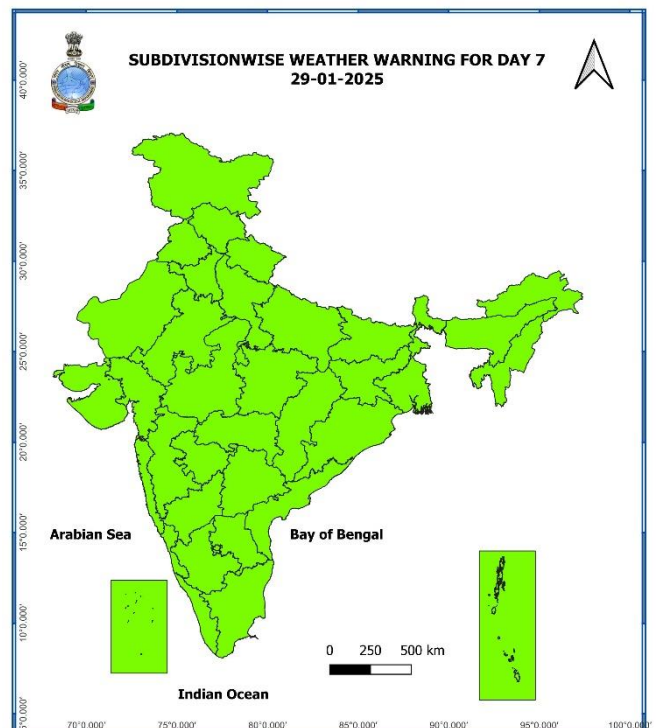 SUBDIVISIONWISE WEATHER WARNING FOR DAY 7
29-01-2025
40°0.000'
35°0.000'
30°0.000'
25°0.000'
20°0.000'
15°0.000'
10°0.000'
5°0.000'
Arabian Sea
Bay of Bengal
0 250 500 km
Indian Ocean
70°0.000' 75°0.000' 80°0.000' 85°0.000' 90°0.000' 95°0.000' 100°0.000'